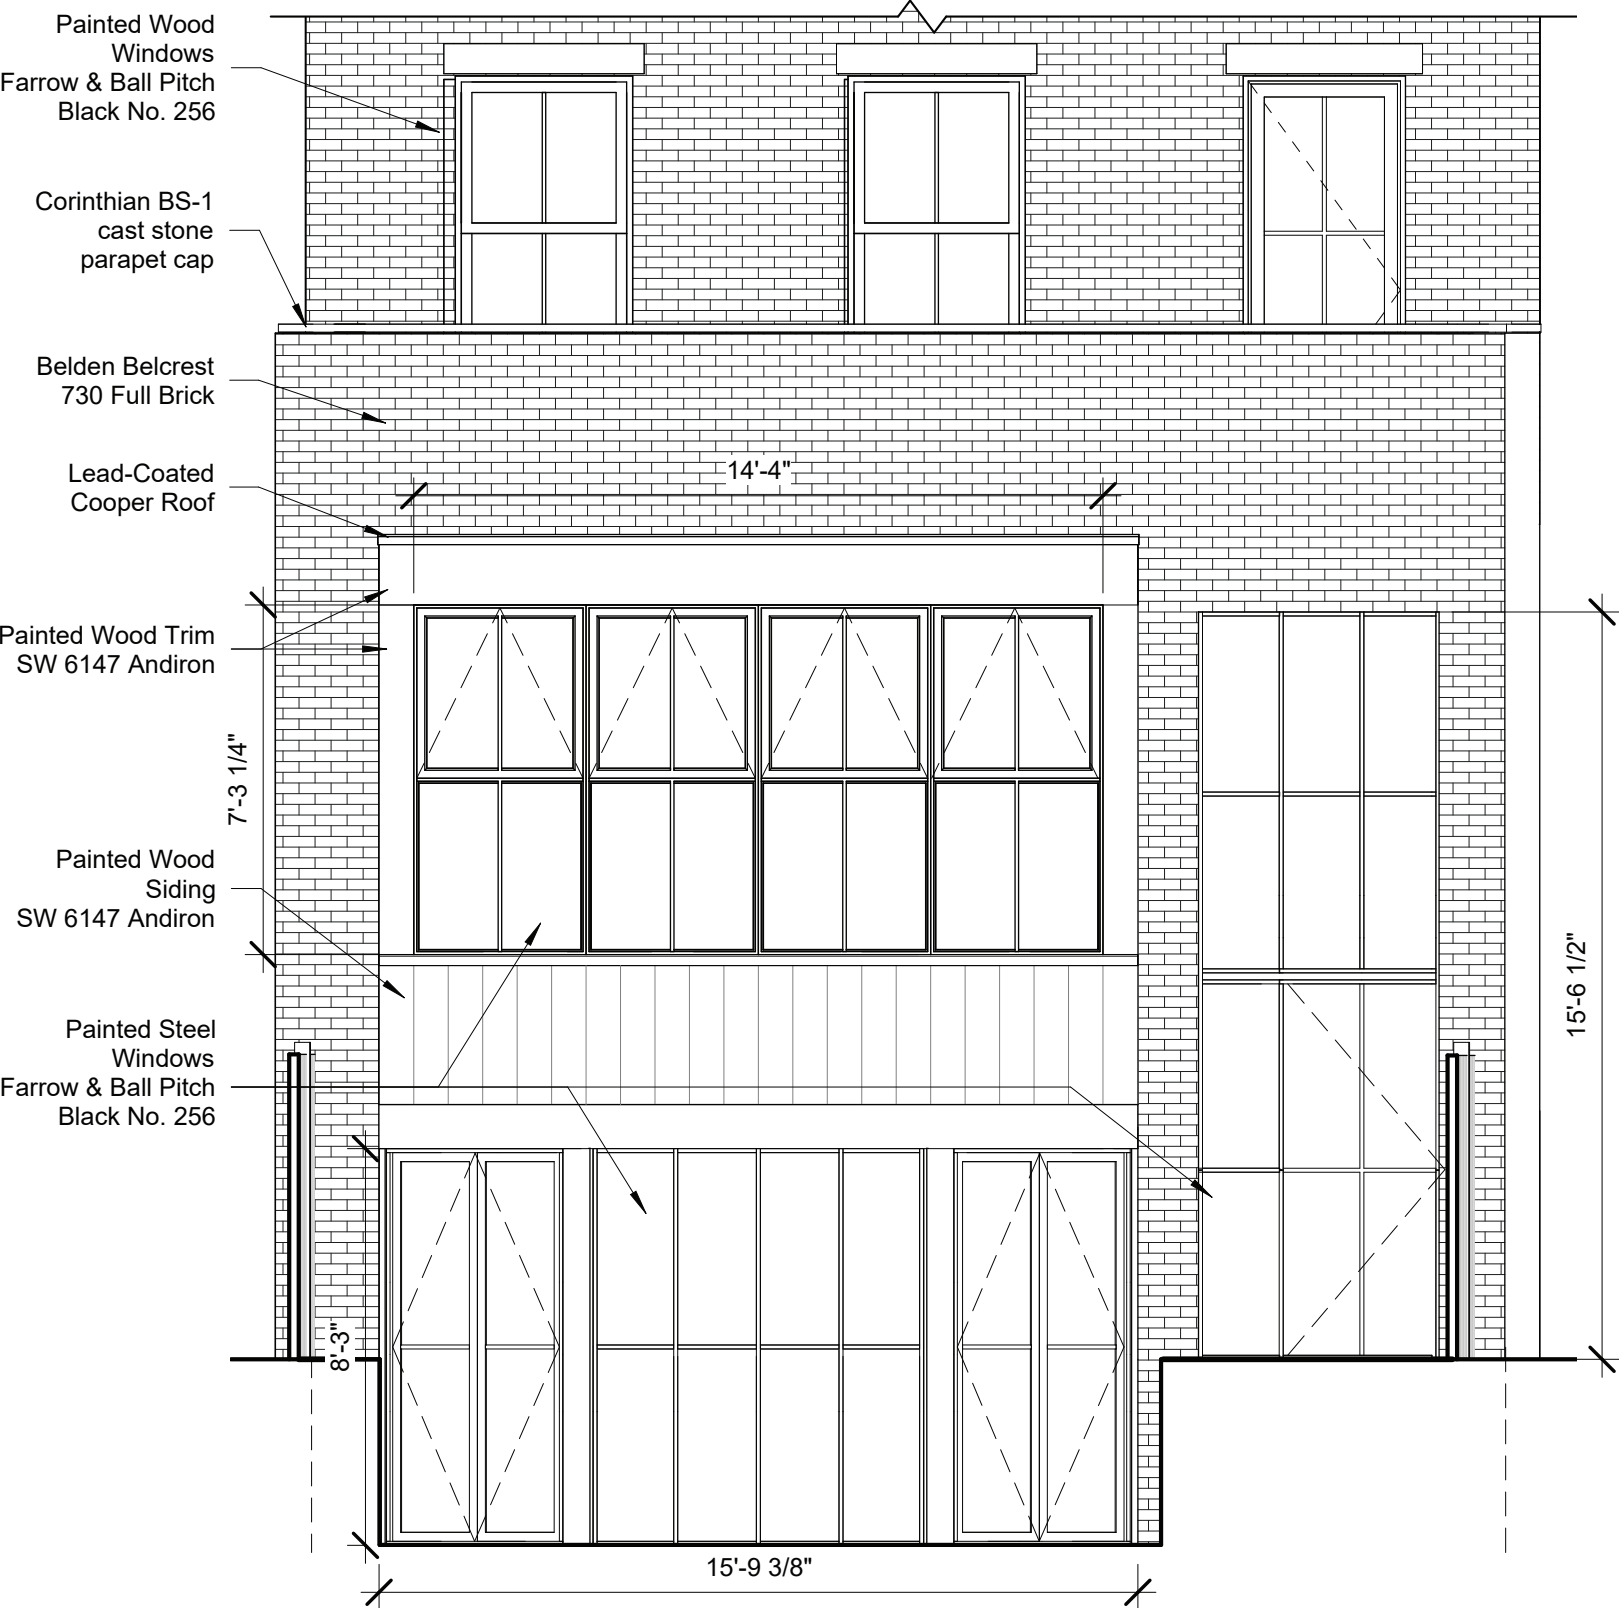 Painted Wood
Windows
Farrow & Ball Pitch
Black No. 256
Corinthian BS-1
cast stone
parapet cap
Belden Belcrest
730 Full Brick
Lead-Coated
Cooper Roof
14'-4"
Painted Wood Trim
SW 6147 Andiron
7'-3 1/4"
Painted Wood
Siding
SW 6147 Andiron
15'-6 1/2"
Painted Steel
Windows
Farrow & Ball Pitch
Black No. 256
8'-3"
15'-9 3/8"